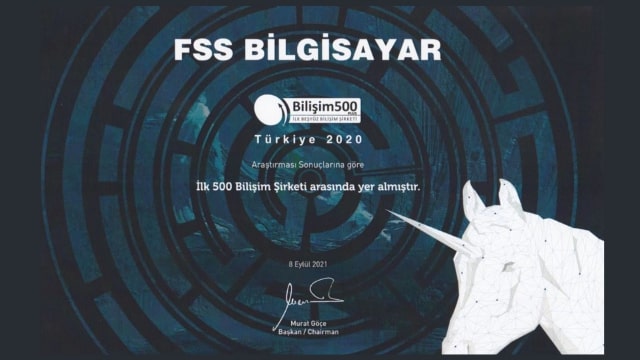 FSS BİLGİSAYAR
Bilişim500
PLUS
İLK BEŞYÜZ BİLİŞİM ŞİRKETİ
Türkiye 2020
Araştırması Sonuçlarına göre
İlk 500 Bilişim Şirketi arasında yer almıştır.
8 Eylül 2021
Murat Göçe
Başkan / Chairman